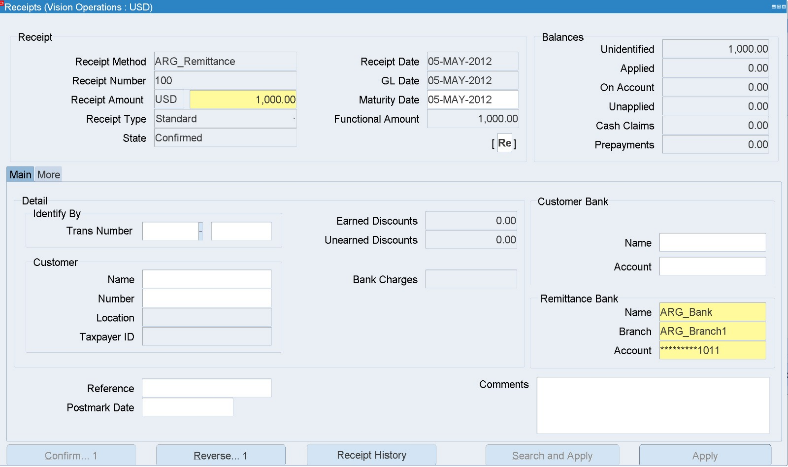 Receipts (Vision Operations : USD)
Receipt
Receipt Method ARG_Remittance
Receipt Number 100
Receipt Amount USD 1,000.00
Receipt Type Standard
State Confirmed
Receipt Date 05-MAY-2012
GL Date 05-MAY-2012
Maturity Date 05-MAY-2012
Functional Amount 1,000.00
[ Re ]
Balances
Unidentified 1,000.00
Applied 0.00
On Account 0.00
Unapplied 0.00
Cash Claims 0.00
Prepayments 0.00
Main More
Detail
Identify By
Trans Number -
Customer
Name
Number
Location
Taxpayer ID
Earned Discounts 0.00
Unearned Discounts 0.00
Bank Charges
Customer Bank
Name
Account
Remittance Bank
Name ARG_Bank
Branch ARG_Branch1
Account *********1011
Reference
Postmark Date
Comments
Confirm... 1 Reverse... 1 Receipt History Search and Apply Apply